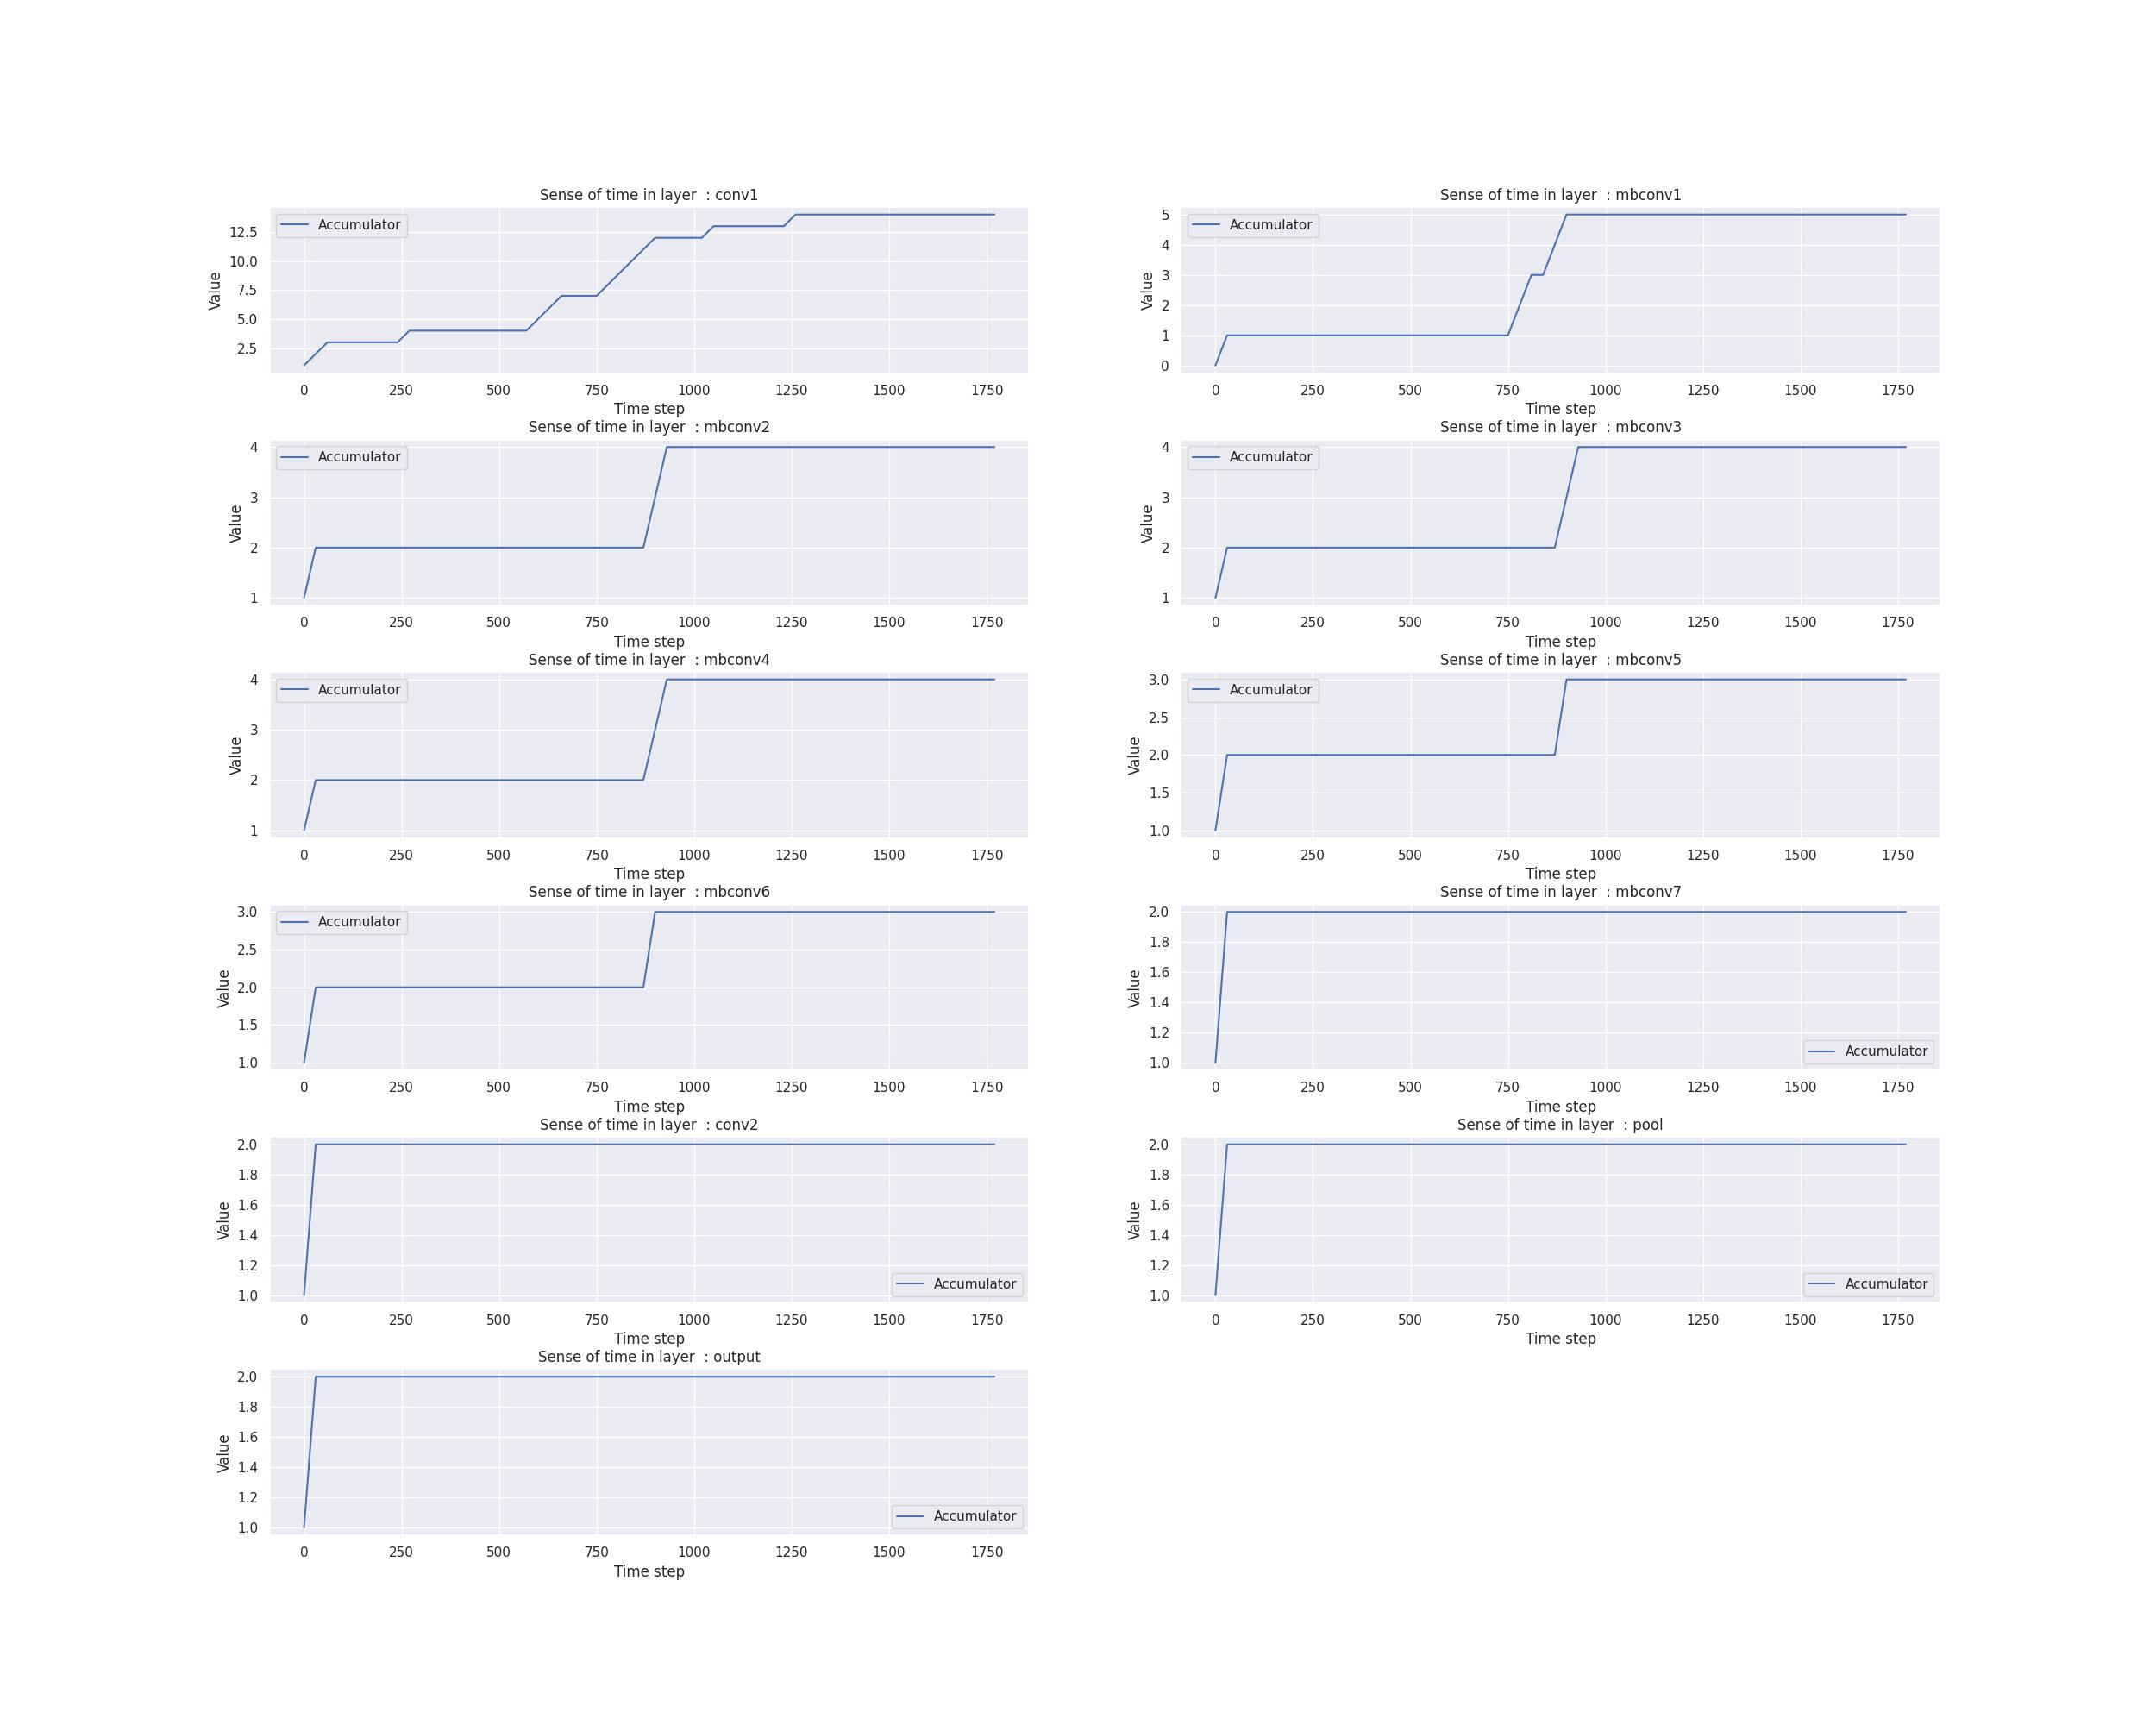 Sense of time in layer  : conv1
Accumulator
12.5
10.0
7.5
5.0
2.5
Value
0 250 500 750 1000 1250 1500 1750
Time step
Sense of time in layer  : mbconv1
Accumulator
5
4
3
2
1
0
Value
0 250 500 750 1000 1250 1500 1750
Time step
Sense of time in layer  : mbconv2
Accumulator
4
3
2
1
Value
0 250 500 750 1000 1250 1500 1750
Time step
Sense of time in layer  : mbconv3
Accumulator
4
3
2
1
Value
0 250 500 750 1000 1250 1500 1750
Time step
Sense of time in layer  : mbconv4
Accumulator
4
3
2
1
Value
0 250 500 750 1000 1250 1500 1750
Time step
Sense of time in layer  : mbconv5
Accumulator
3.0
2.5
2.0
1.5
1.0
Value
0 250 500 750 1000 1250 1500 1750
Time step
Sense of time in layer  : mbconv6
Accumulator
3.0
2.5
2.0
1.5
1.0
Value
0 250 500 750 1000 1250 1500 1750
Time step
Sense of time in layer  : mbconv7
2.0
1.8
1.6
1.4
1.2
1.0
Value
Accumulator
0 250 500 750 1000 1250 1500 1750
Time step
Sense of time in layer  : conv2
2.0
1.8
1.6
1.4
1.2
1.0
Value
Accumulator
0 250 500 750 1000 1250 1500 1750
Time step
Sense of time in layer  : pool
2.0
1.8
1.6
1.4
1.2
1.0
Value
Accumulator
0 250 500 750 1000 1250 1500 1750
Time step
Sense of time in layer  : output
2.0
1.8
1.6
1.4
1.2
1.0
Value
Accumulator
0 250 500 750 1000 1250 1500 1750
Time step